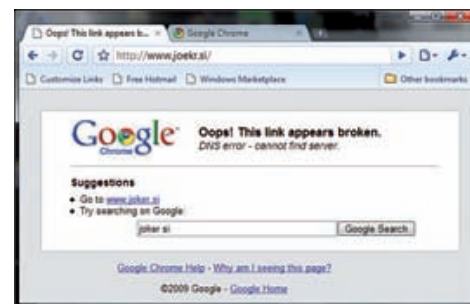 Oops! This link appears b... Google Chrome
http://www.joekr.si/
Customize Links Free Hotmail Windows Marketplace Other bookmarks
Google Chrome
Oops! This link appears broken.
DNS error - cannot find server.
Suggestions
• Go to www.joker.si
• Try searching on Google:
joker si Google Search
Google Chrome Help - Why am I seeing this page?
©2009 Google - Google Home